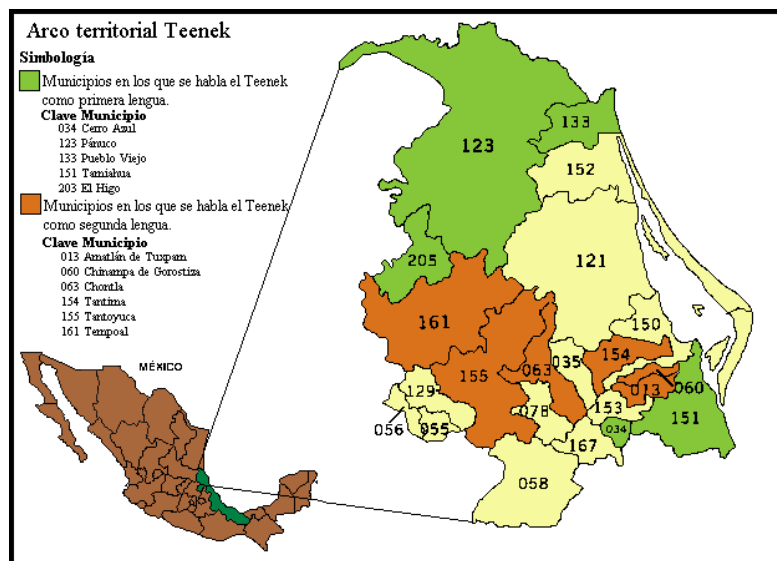 Arco territorial Teenek
Simbología
Municipios en los que se habla el Teenek
como primera lengua.
Clave Municipio
034 Cerro Azul
123 Pánuco
133 Pueblo Viejo
151 Tamiahua
203 El Higo
Municipios en los que se habla el Teenek
como segunda lengua.
Clave Municipio
013 Amatlán de Tuxpam
060 Chinampa de Gorostiza
063 Chontla
154 Tantima
155 Tantoyuca
161 Tempoal
MÉXICO
133
123
152
205
121
161
150
154
035
063
155
129
013
060
078
153
151
056
055
034
167
058